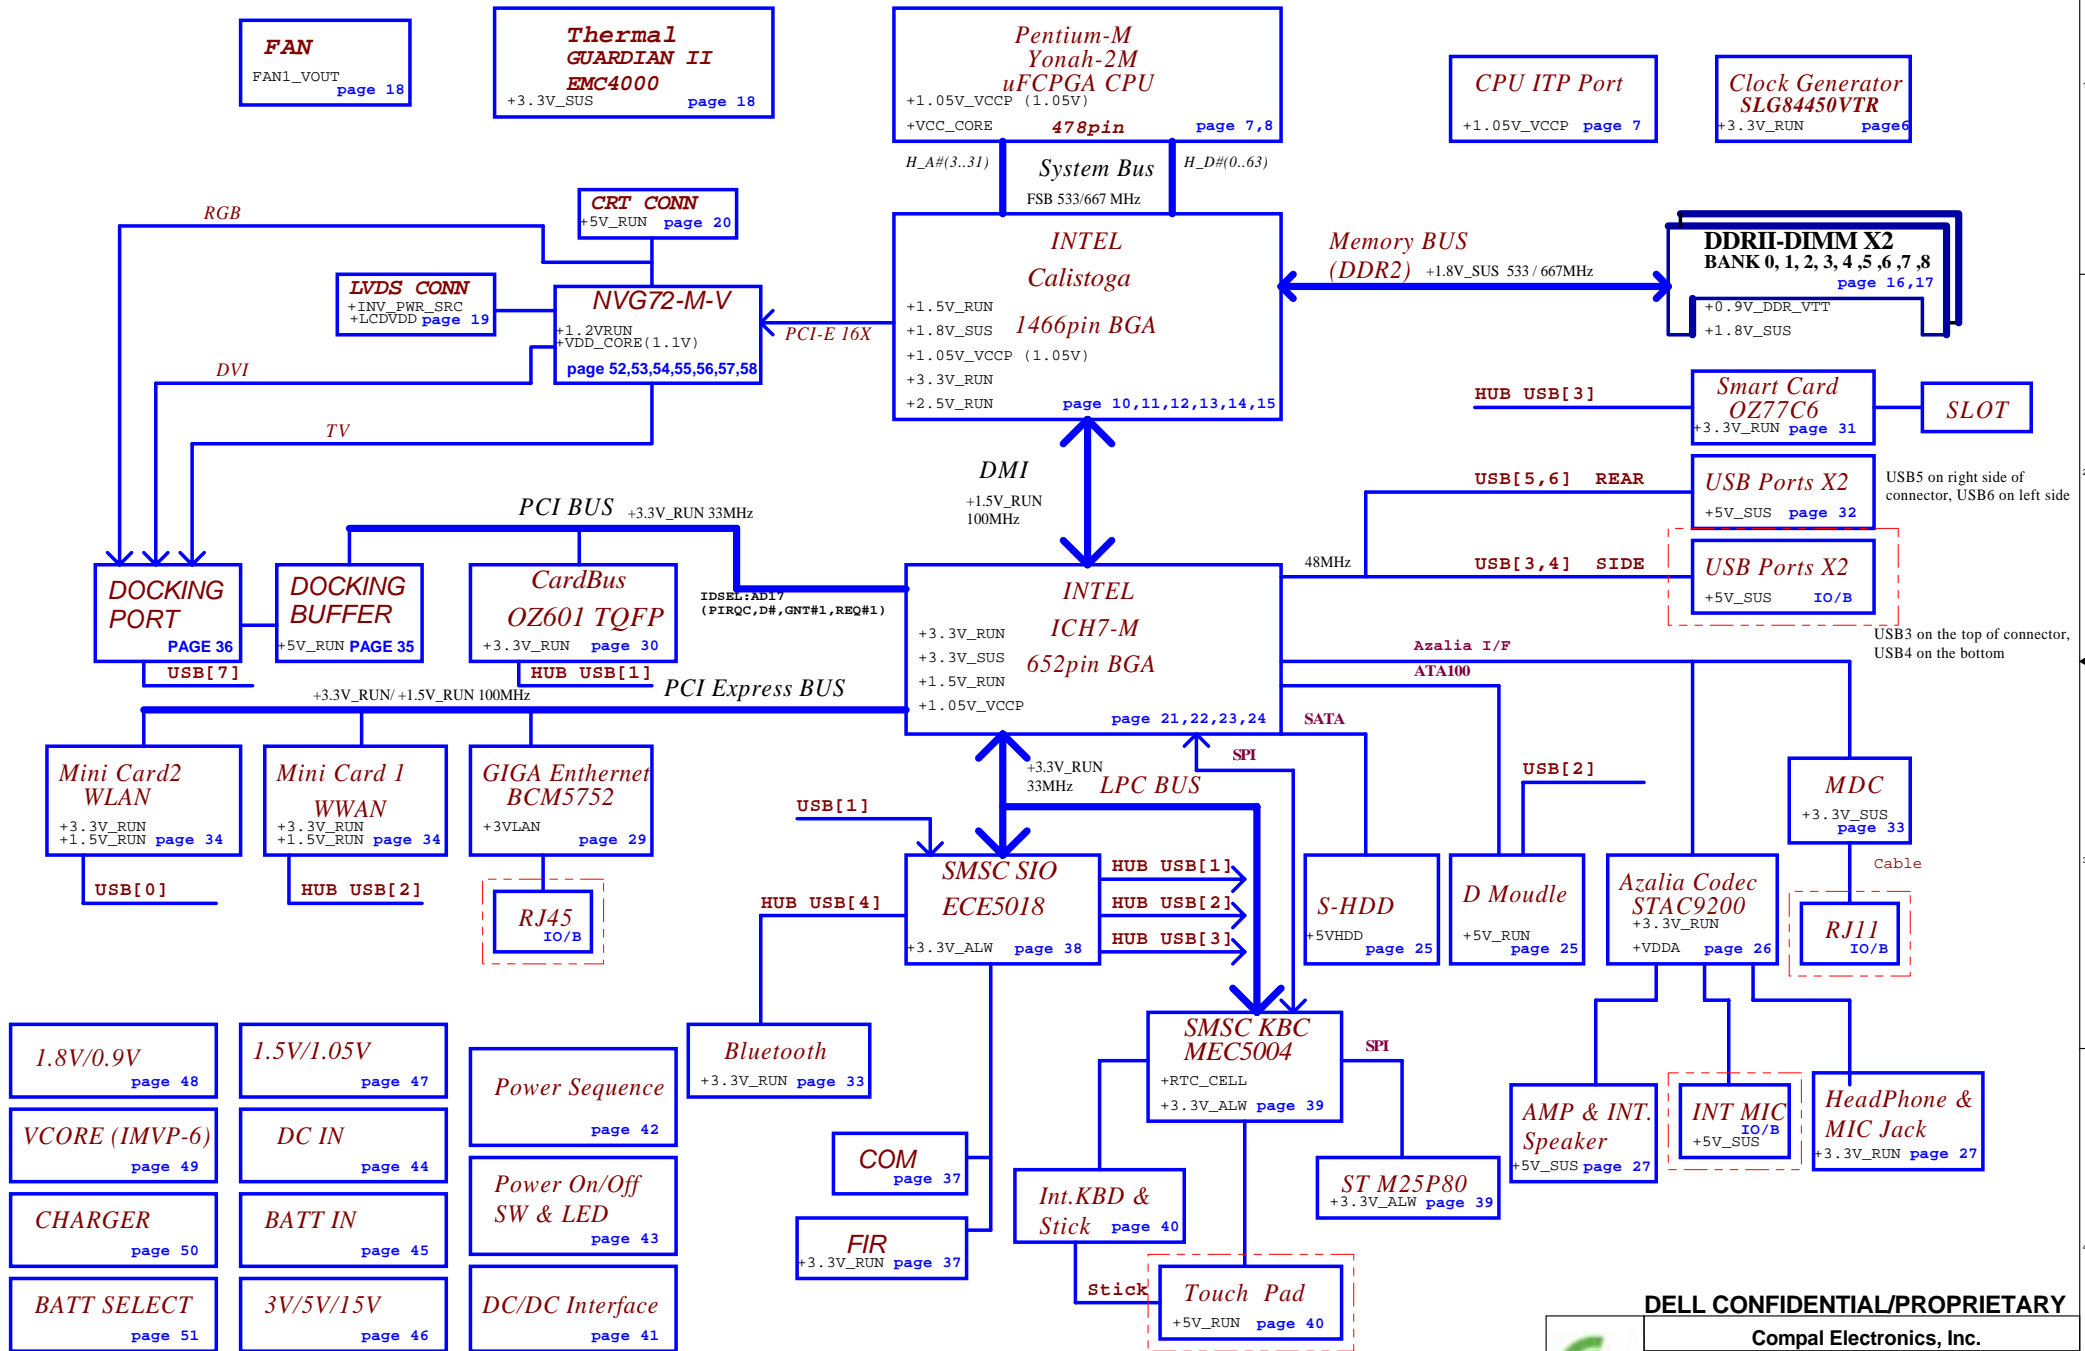 FAN
FAN1_VOUT
page 18
Thermal
GUARDIAN II
EMC4000
+3.3V_SUS
page 18
Pentium-M
Yonah-2M
uFCPGA CPU
+1.05V_VCCP (1.05V)
+VCC_CORE
478pin
page 7,8
CPU ITP Port
+1.05V_VCCP page 7
Clock Generator
SLG84450VTR
+3.3V_RUN
page6
H_A#(3..31)
System Bus
H_D#(0..63)
FSB 533/667 MHz
CRT CONN
+5V_RUN page 20
RGB
LVDS CONN
+INV_PWR_SRC
+LCDVDD page 19
NVG72-M-V
+1.2VRUN
+VDD_CORE(1.1V)
page 52,53,54,55,56,57,58
PCI-E 16X
DVI
TV
INTEL
Calistoga
+1.5V_RUN
+1.8V_SUS
1466pin BGA
+1.05V_VCCP (1.05V)
+3.3V_RUN
+2.5V_RUN
page 10,11,12,13,14,15
Memory BUS
(DDR2)
+1.8V_SUS 533 / 667MHz
DDRII-DIMM X2
BANK 0, 1, 2, 3, 4 ,5 ,6 ,7 ,8
page 16,17
+0.9V_DDR_VTT
+1.8V_SUS
HUB USB[3]
Smart Card
OZ77C6
+3.3V_RUN page 31
SLOT
DMI
+1.5V_RUN
100MHz
USB[5,6] REAR
USB Ports X2
+5V_SUS page 32
USB5 on right side of
connector, USB6 on left side
PCI BUS
+3.3V_RUN 33MHz
48MHz
USB[3,4] SIDE
USB Ports X2
+5V_SUS IO/B
USB3 on the top of connector,
USB4 on the bottom
DOCKING
PORT
PAGE 36
USB[7]
DOCKING
BUFFER
+5V_RUN PAGE 35
CardBus
OZ601 TQFP
+3.3V_RUN page 30
HUB USB[1]
IDSEL:AD17
(PIRQC,D#,GNT#1,REQ#1)
INTEL
ICH7-M
652pin BGA
+3.3V_RUN
+3.3V_SUS
+1.5V_RUN
+1.05V_VCCP
page 21,22,23,24
Azalia I/F
ATA100
SATA
SPI
+3.3V_RUN/ +1.5V_RUN 100MHz
PCI Express BUS
Mini Card2
WLAN
+3.3V_RUN
+1.5V_RUN page 34
USB[0]
Mini Card 1
WWAN
+3.3V_RUN
+1.5V_RUN page 34
HUB USB[2]
GIGA Enthernet
BCM5752
+3VLAN
page 29
RJ45
IO/B
+3.3V_RUN
33MHz
LPC BUS
USB[1]
SMSC SIO
ECE5018
+3.3V_ALW page 38
HUB USB[1]
HUB USB[2]
HUB USB[3]
HUB USB[4]
S-HDD
+5VHDD
page 25
USB[2]
D Moudle
+5V_RUN
page 25
Azalia Codec
STAC9200
+3.3V_RUN
+VDDA
page 26
MDC
+3.3V_SUS
page 33
Cable
RJ11
IO/B
1.8V/0.9V
page 48
1.5V/1.05V
page 47
Power Sequence
page 42
Bluetooth
+3.3V_RUN page 33
SMSC KBC
MEC5004
+RTC_CELL
+3.3V_ALW page 39
SPI
AMP & INT.
Speaker
+5V_SUS page 27
INT MIC
IO/B
+5V_SUS
HeadPhone &
MIC Jack
+3.3V_RUN page 27
VCORE (IMVP-6)
page 49
DC IN
page 44
Power On/Off
SW & LED
page 43
COM
page 37
FIR
+3.3V_RUN page 37
Int.KBD &
Stick page 40
ST M25P80
+3.3V_ALW page 39
CHARGER
page 50
BATT IN
page 45
Stick
Touch Pad
+5V_RUN page 40
BATT SELECT
page 51
3V/5V/15V
page 46
DC/DC Interface
page 41
DELL CONFIDENTIAL/PROPRIETARY
Compal Electronics, Inc.